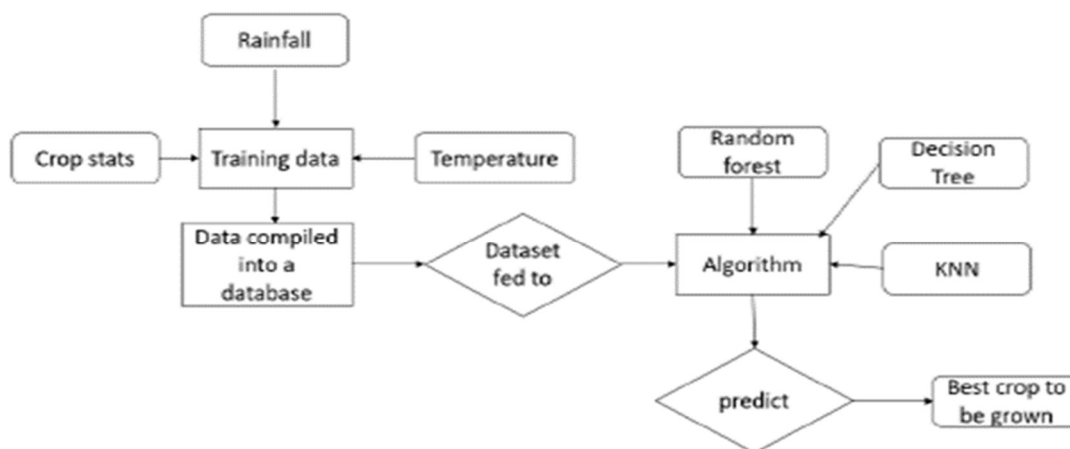 Rainfall
Crop stats
Training data
Temperature
Random
forest
Decision
Tree
Data compiled
into a
database
Dataset
fed to
Algorithm
KNN
predict
Best crop to
be grown